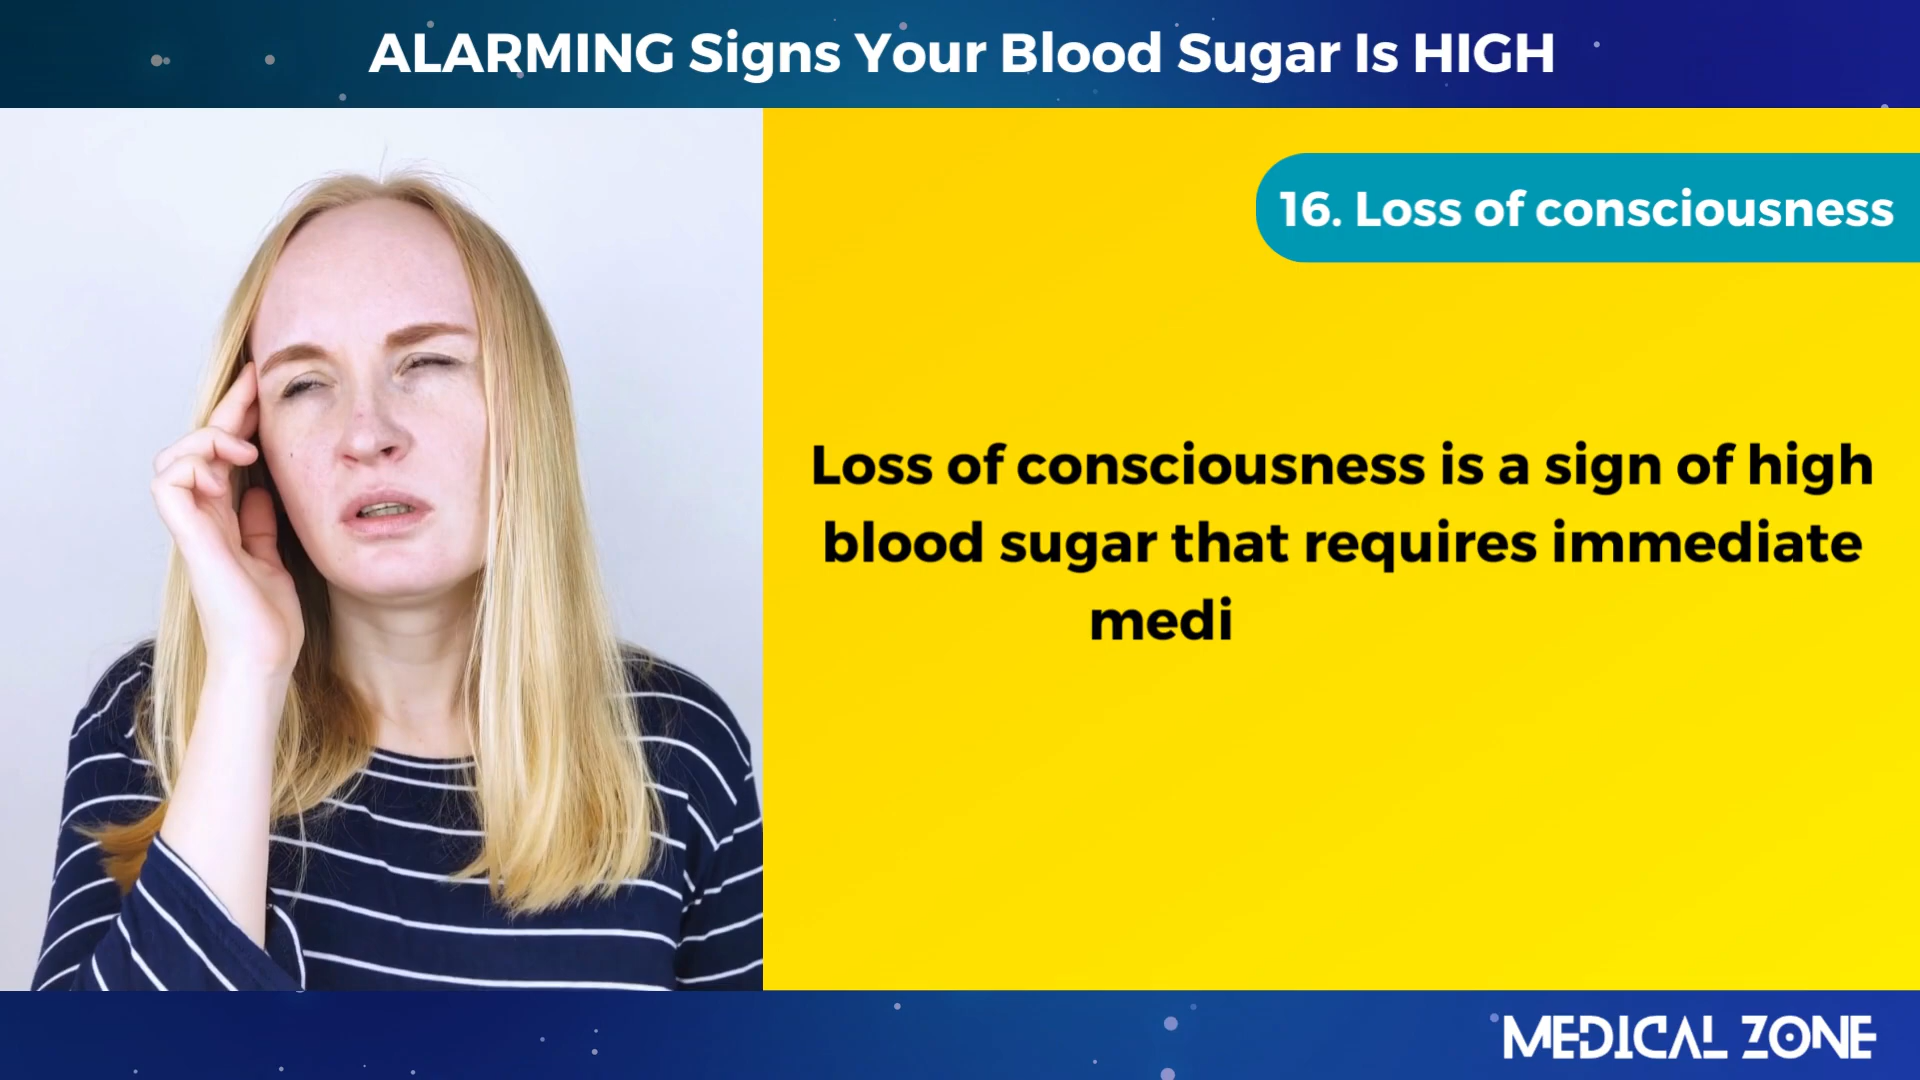 ALARMING Signs Your Blood Sugar Is HIGH
16. Loss of consciousness
Loss of consciousness is a sign of high
blood sugar that requires immediate
medi
MEDICAL ZONE